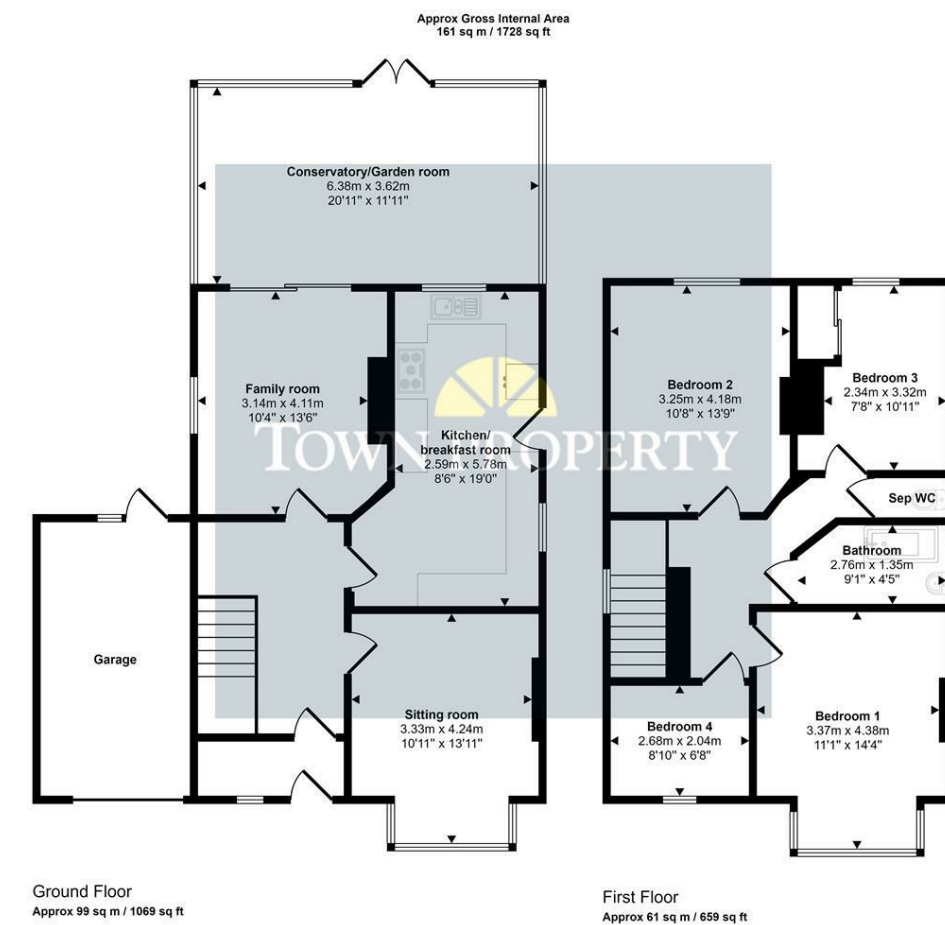 Approx Gross Internal Area
161 sq m / 1728 sq ft
Conservatory/Garden room
6.38m x 3.62m
20'11" x 11'11"
Family room
3.14m x 4.11m
10'4" x 13'6"
Kitchen/
breakfast room
2.59m x 5.78m
8'6" x 19'0"
Bedroom 2
3.25m x 4.18m
10'8" x 13'9"
Bedroom 3
2.34m x 3.32m
7'8" x 10'11"
TOWN PROPERTY
Sep WC
Bathroom
2.76m x 1.35m
9'1" x 4'5"
Garage
Sitting room
3.33m x 4.24m
10'11" x 13'11"
Bedroom 4
2.68m x 2.04m
8'10" x 6'8"
Bedroom 1
3.37m x 4.38m
11'1" x 14'4"
Ground Floor
Approx 99 sq m / 1069 sq ft
First Floor
Approx 61 sq m / 659 sq ft